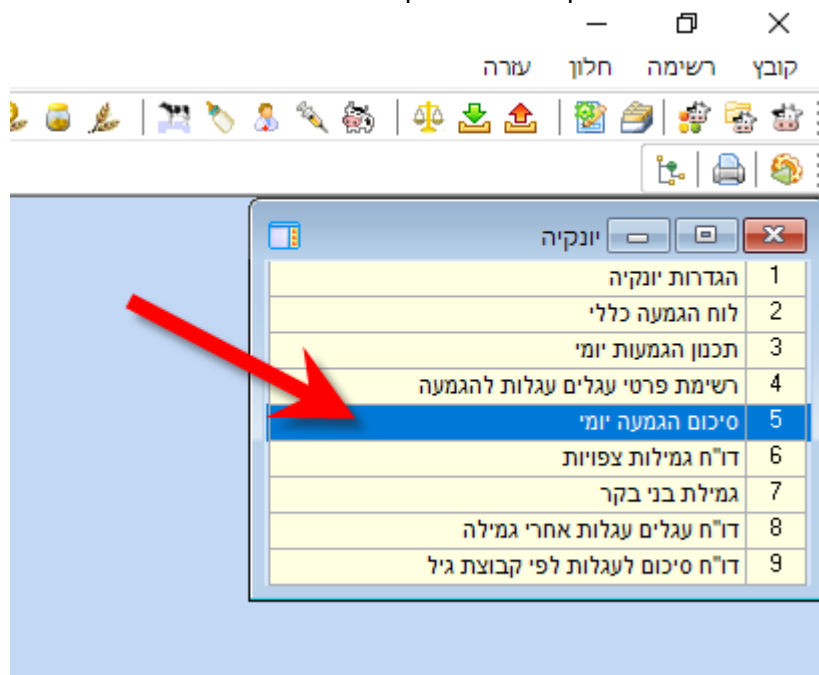 קובץ רשימה חלון עזרה
יונקיה
1 הגדרות יונקיה
2 לוח הגמעה כללי
3 תכנון הגמעות יומי
4 רשימת פרטי עגלים עגלות להגמעה
5 סיכום הגמעה יומי
6 דו"ח גמילות צפויות
7 גמילת בני בקר
8 דו"ח עגלים עגלות אחרי גמילה
9 דו"ח סיכום לעגלות לפי קבוצת גיל